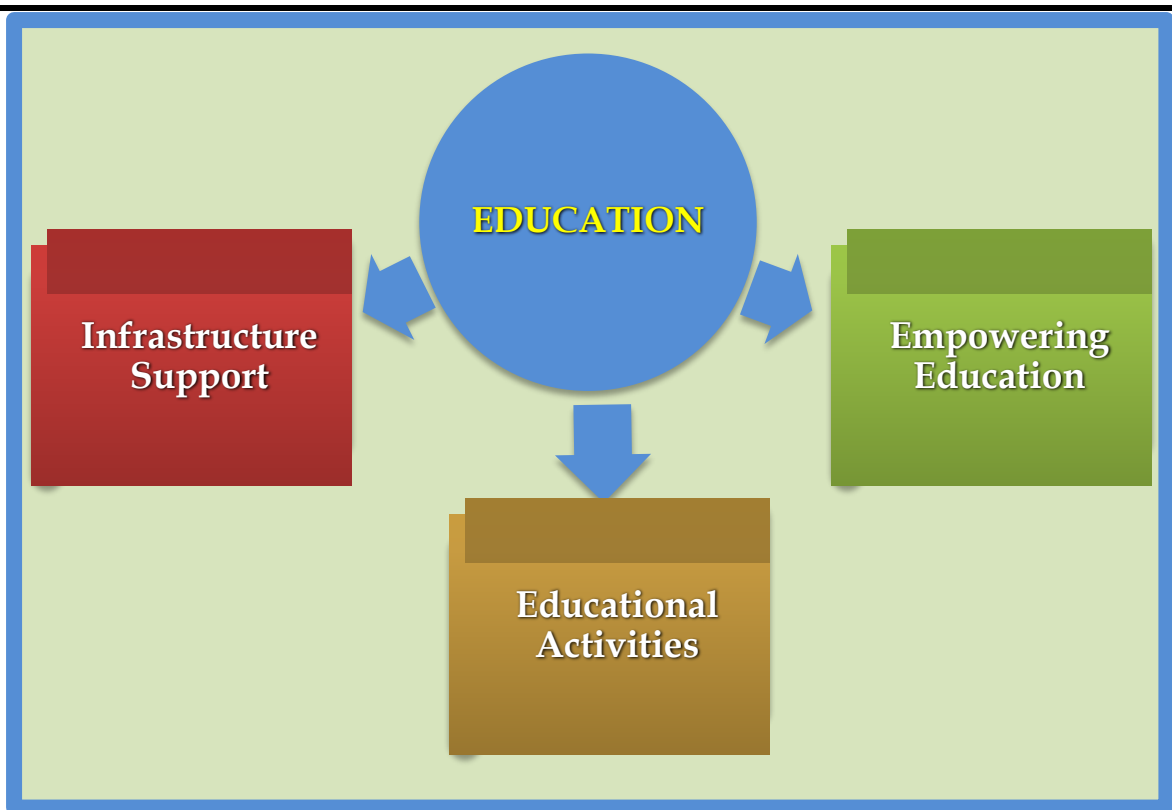 EDUCATION
Infrastructure
Support
Empowering
Education
Educational
Activities